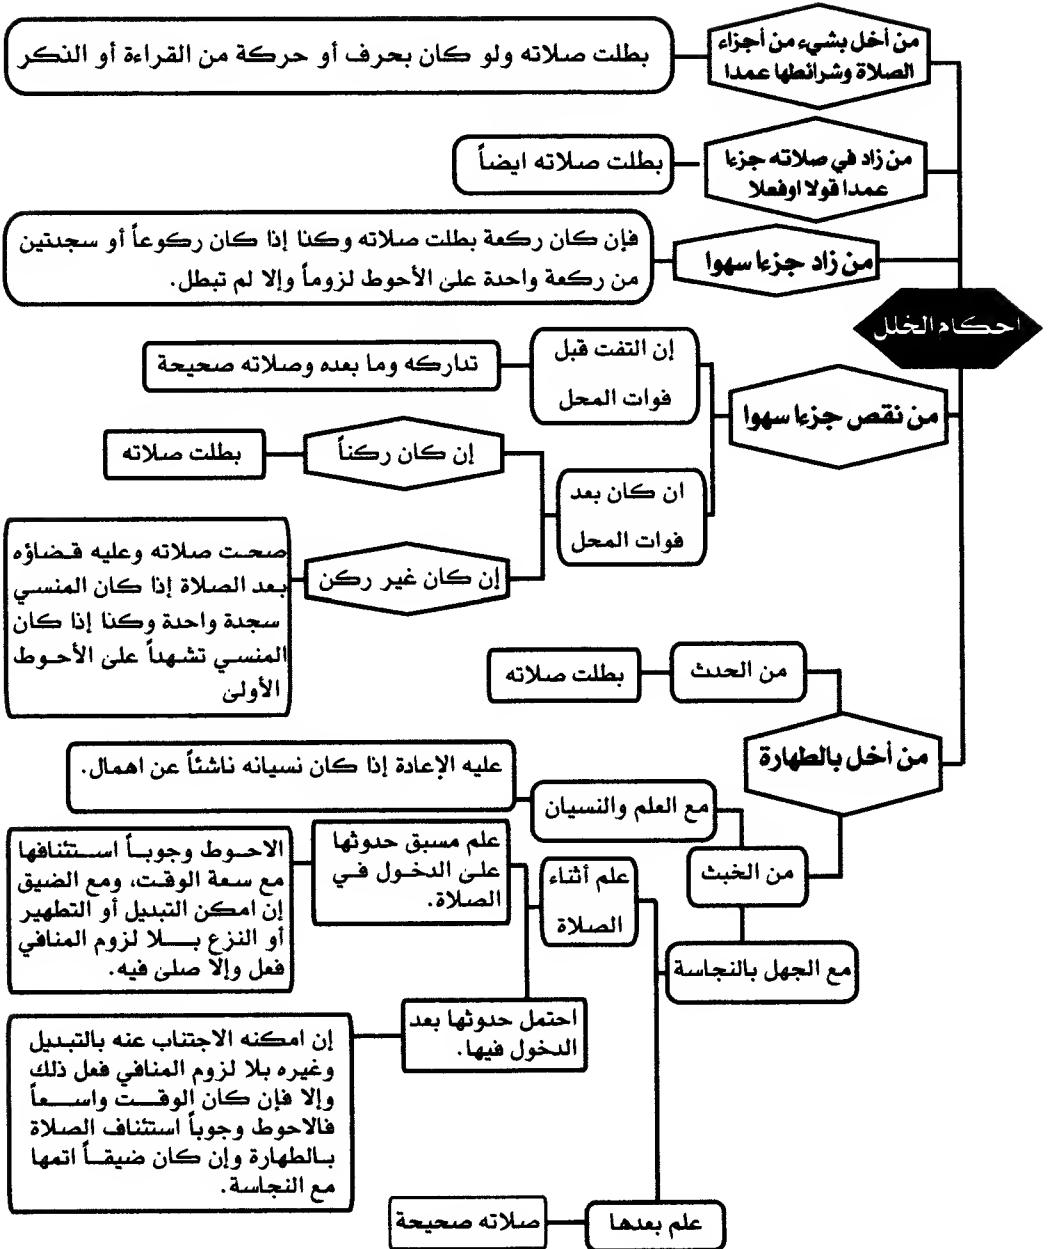 من أخل بشيء من أجزاء
الصلاة وشرائطها عمدا
بطلت صلاته ولو كان بحرف أو حركة من القراءة أو الذكر
من زاد في صلاته جزءا
عمدا قولا اوفعلا
بطلت صلاته ايضاً
من زاد جزءا سهوا
فإن كان ركعة بطلت صلاته وكذا إذا كان ركوعاً أو سجدتين
من ركعة واحدة على الأحوط لزوماً وإلا لم تبطل.
احكام الخلل
من نقص جزءا سهوا
إن التفت قبل
فوات المحل
تداركه وما بعده وصلاته صحيحة
ان كان بعد
فوات المحل
إن كان ركناً
بطلت صلاته
إن كان غير ركن
صحت صلاته وعليه قضاؤه
بعد الصلاة إذا كان المنسي
سجدة واحدة وكذا إذا كان
المنسي تشهداً على الأحوط
الأولى
من أخل بالطهارة
من الحدث
بطلت صلاته
من الخبث
مع العلم والنسيان
عليه الإعادة إذا كان نسيانه ناشئاً عن اهمال.
مع الجهل بالنجاسة
علم أثناء
الصلاة
علم مسبق حدوثها
على الدخول في
الصلاة.
الاحوط وجوباً استئنافها
مع سعة الوقت، ومع الضيق
إن امكن التبديل أو التطهير
أو النزع بلا لزوم المنافي
فعل وإلا صلى فيه.
احتمل حدوثها بعد
الدخول فيها.
إن امكنه الاجتناب عنه بالتبديل
وغيره بلا لزوم المنافي فعل ذلك
وإلا فإن كان الوقت واسعاً
فالاحوط وجوباً استئناف الصلاة
بالطهارة وإن كان ضيقاً اتمها
مع النجاسة.
علم بعدها
صلاته صحيحة